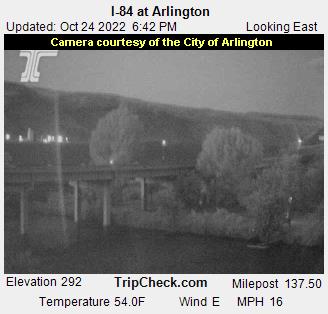 I-84 at Arlington
Updated: Oct 24 2022 6:42 PM Looking East
Camera courtesy of the City of Arlington
Elevation 292 TripCheck.com Milepost 137.50
Temperature 54.0F Wind E MPH 16